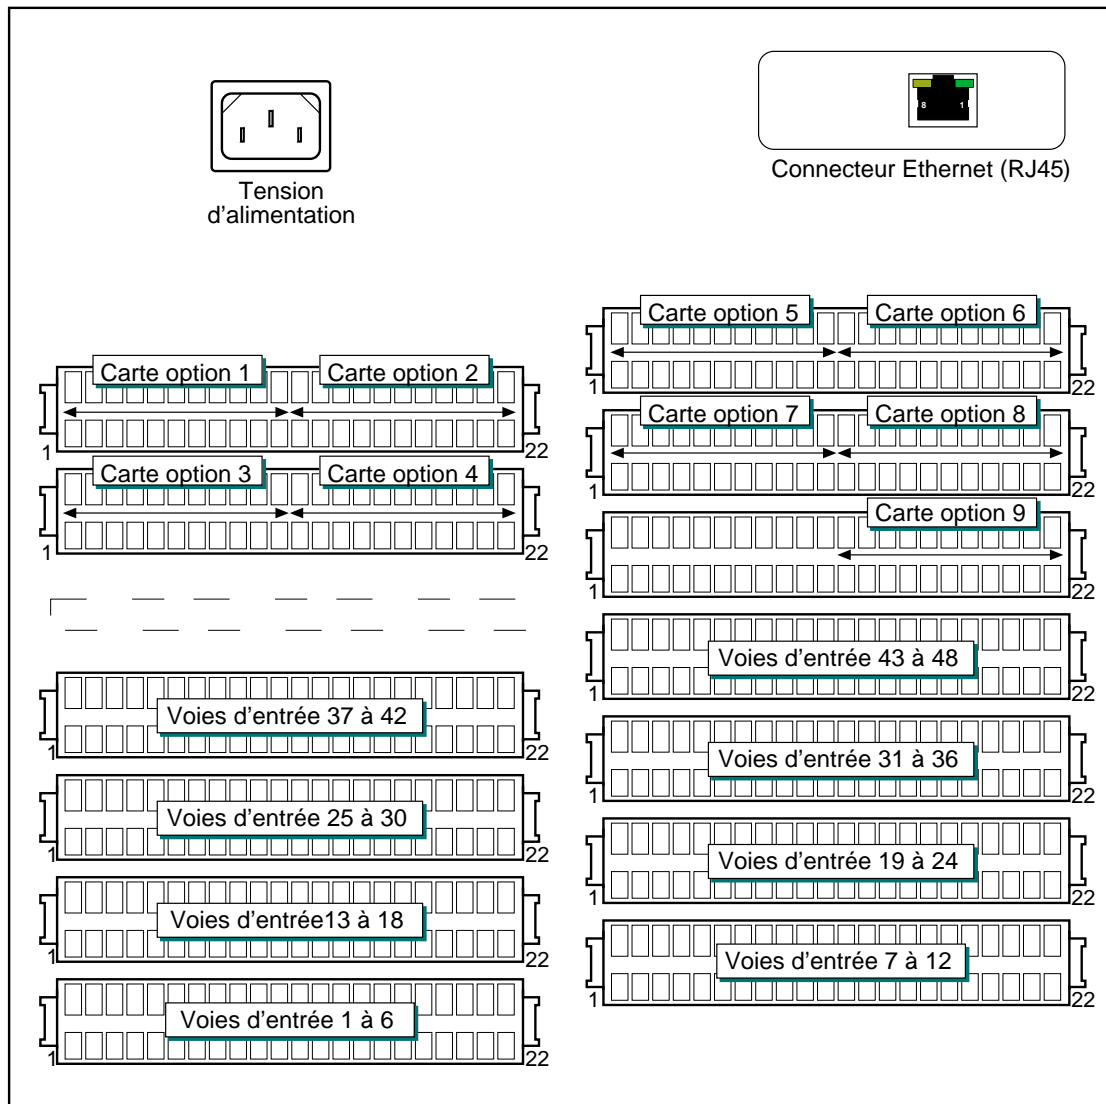 8 1
Connecteur Ethernet (RJ45)
Tension
d’alimentation
Carte option 1 Carte option 2
1 22
Carte option 3 Carte option 4
1 22
Voies d’entrée 37 à 42
1 22
Voies d’entrée 25 à 30
1 22
Voies d’entrée13 à 18
1 22
Voies d’entrée 1 à 6
1 22
Carte option 5 Carte option 6
1 22
Carte option 7 Carte option 8
1 22
Carte option 9
1 22
Voies d’entrée 43 à 48
1 22
Voies d’entrée 31 à 36
1 22
Voies d’entrée 19 à 24
1 22
Voies d’entrée 7 à 12
1 22